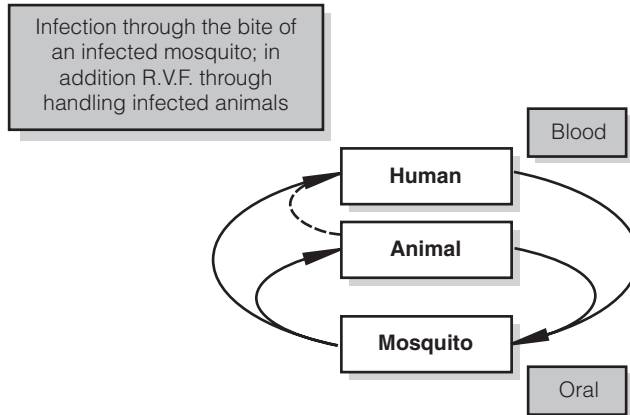 Infection through the bite of
an infected mosquito; in
addition R.V.F. through
handling infected animals
Blood
Human
Animal
Mosquito
Oral